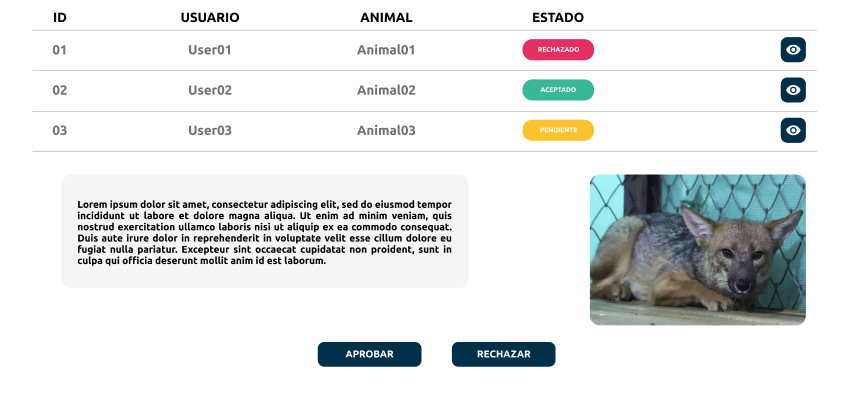 ID USUARIO ANIMAL ESTADO
01 User01 Animal01 RECHAZADO
02 User02 Animal02 ACEPTADO
03 User03 Animal03 PENDIENTE
Lorem ipsum dolor sit amet, consectetur adipiscing elit, sed do eiusmod tempor
incididunt ut labore et dolore magna aliqua. Ut enim ad minim veniam, quis
nostrud exercitation ullamco laboris nisi ut aliquip ex ea commodo consequat.
Duis aute irure dolor in reprehenderit in voluptate velit esse cillum dolore eu
fugiat nulla pariatur. Excepteur sint occaecat cupidatat non proident, sunt in
culpa qui officia deserunt mollit anim id est laborum.
APROBAR RECHAZAR